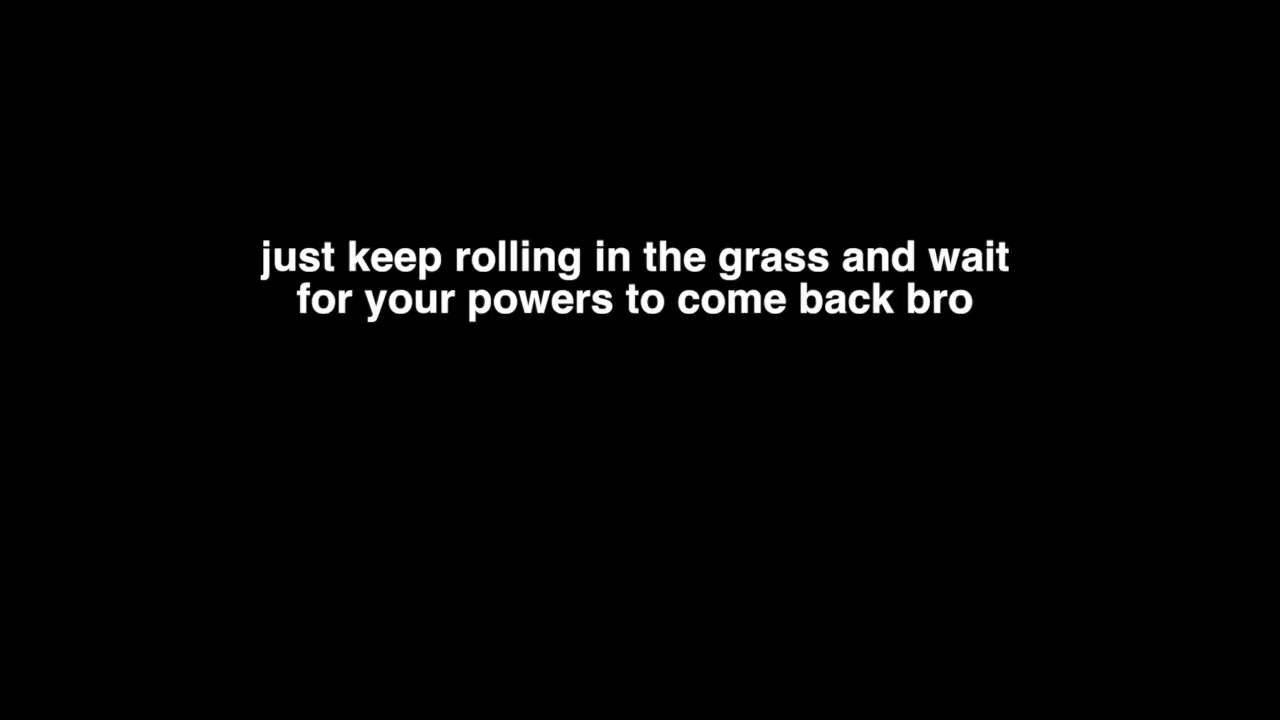 just keep rolling in the grass and wait
for your powers to come back bro